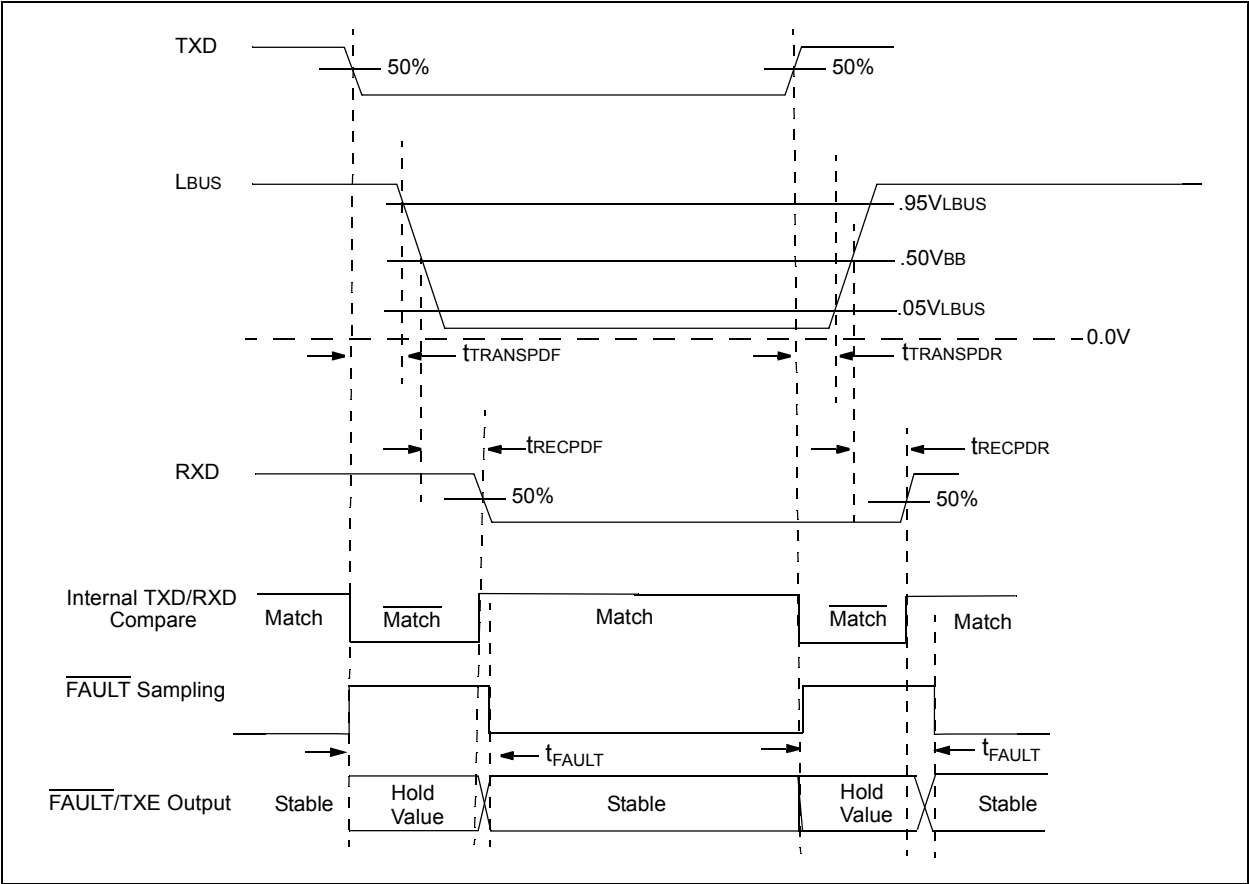 TXD
50%
50%
LBUS
.95VLBUS
.50VBB
.05VLBUS
0.0V
tTRANSPDF
tTRANSPDR
tRECPDF
tRECPDR
RXD
50%
50%
Internal TXD/RXD
Compare
Match
Match
Match
Match
Match
FAULT Sampling
tFAULT
tFAULT
FAULT/TXE Output
Stable
Hold
Value
Stable
Hold
Value
Stable